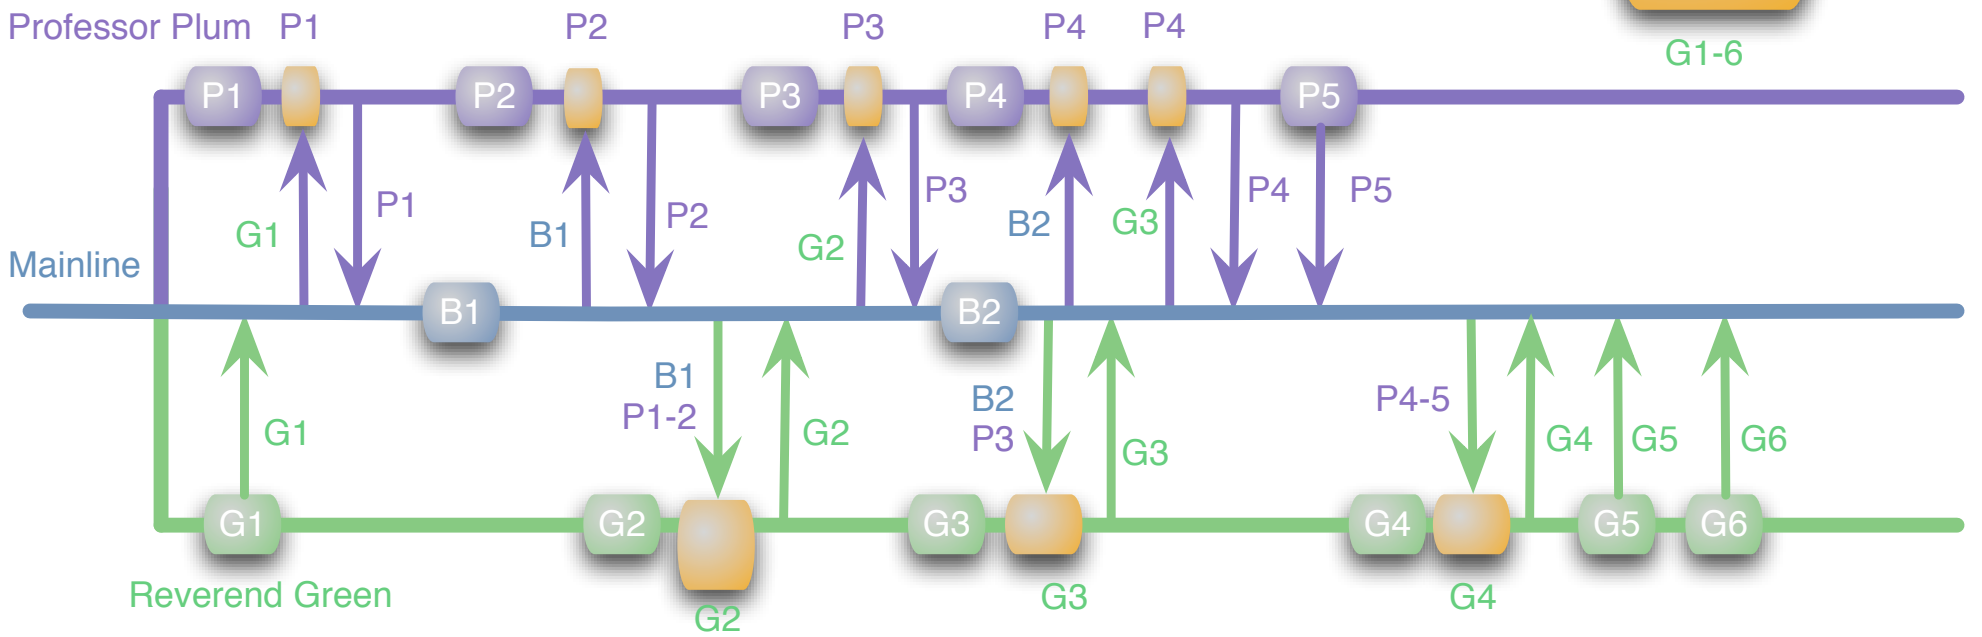 Professor Plum P1 P2 P3 P4 P4
G1-6
P1 P2 P3 P4 P5
P1 P2 P3 P4 P5
G1 B1 G2 B2 G3
Mainline
B1 B2
B1
P1-2
B2
P3
P4-5
G1 G2 G3 G4 G5 G6
G1 G2 G3 G4 G5 G6
Reverend Green
G2 G3 G4